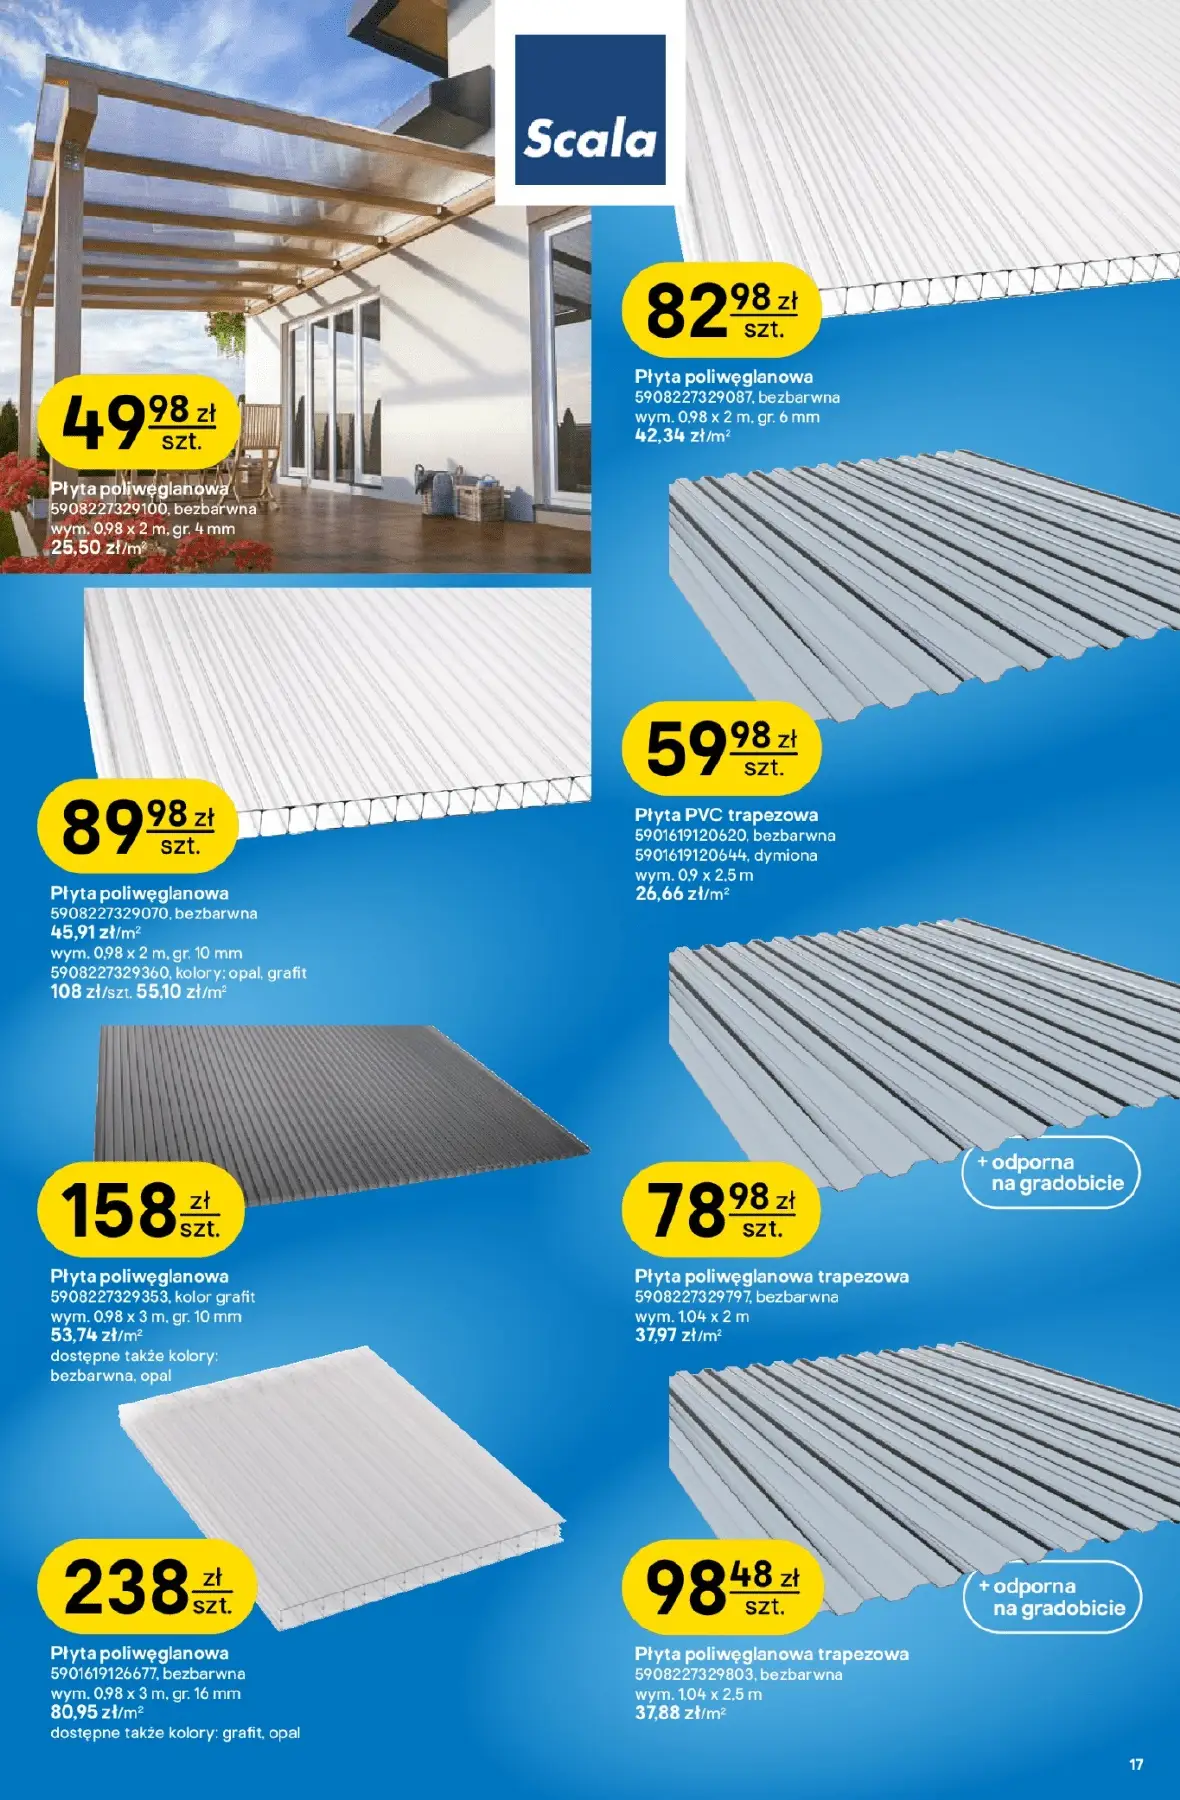 Scala
49 98 zł
szt.
Płyta poliwęglanowa
5908227329100, bezbarwna
wym. 0,98 x 2 m, gr. 4 mm
25,50 zł/m²
82 98 zł
szt.
Płyta poliwęglanowa
5908227329087, bezbarwna
wym. 0,98 x 2 m, gr. 6 mm
42,34 zł/m²
89 98 zł
szt.
Płyta poliwęglanowa
5908227329070, bezbarwna
45,91 zł/m²
wym. 0,98 x 2 m, gr. 10 mm
5908227329360, kolory: opal, grafit
108 zł/szt. 55,10 zł/m²
59 98 zł
szt.
Płyta PVC trapezowa
5901619120620, bezbarwna
5901619120644, dymiona
wym. 0,9 x 2,5 m
26,66 zł/m²
158 zł
szt.
Płyta poliwęglanowa
5908227329353, kolor grafit
wym. 0,98 x 3 m, gr. 10 mm
53,74 zł/m²
dostępne także kolory:
bezbarwna, opal
+ odporna
na gradobicie
78 98 zł
szt.
Płyta poliwęglanowa trapezowa
5908227329797, bezbarwna
wym. 1.04 x 2 m
37,97 zł/m²
238 zł
szt.
Płyta poliwęglanowa
5901619126677, bezbarwna
wym. 0,98 x 3 m, gr. 16 mm
80,95 zł/m²
dostępne także kolory: grafit, opal
+ odporna
na gradobicie
98 48 zł
szt.
Płyta poliwęglanowa trapezowa
5908227329803, bezbarwna
wym. 1.04 x 2,5 m
37,88 zł/m²
17